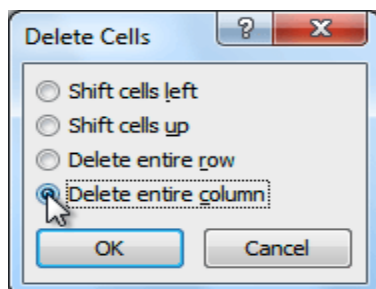 Delete Cells
Shift cells left
Shift cells up
Delete entire row
Delete entire column
OK Cancel